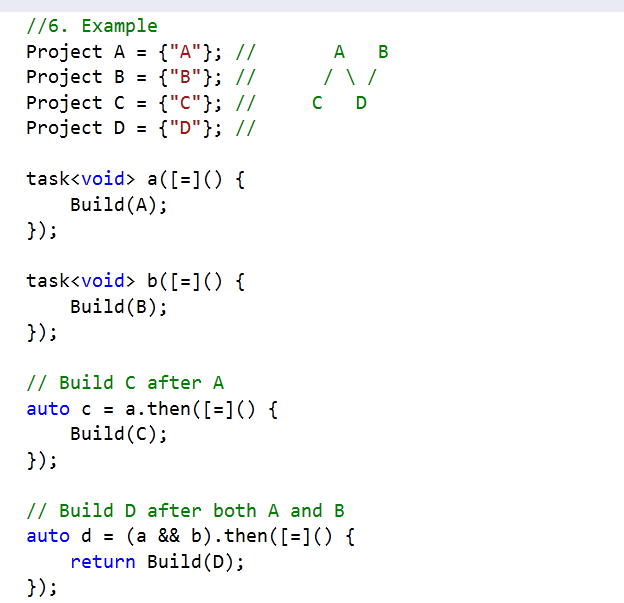 //6. Example
Project A = {"A"}; //       A   B
Project B = {"B"}; //      / \ /
Project C = {"C"}; //     C   D
Project D = {"D"}; //
task<void> a([=]() {
    Build(A);
});
task<void> b([=]() {
    Build(B);
});
// Build C after A
auto c = a.then([=]() {
    Build(C);
});
// Build D after both A and B
auto d = (a && b).then([=]() {
    return Build(D);
});